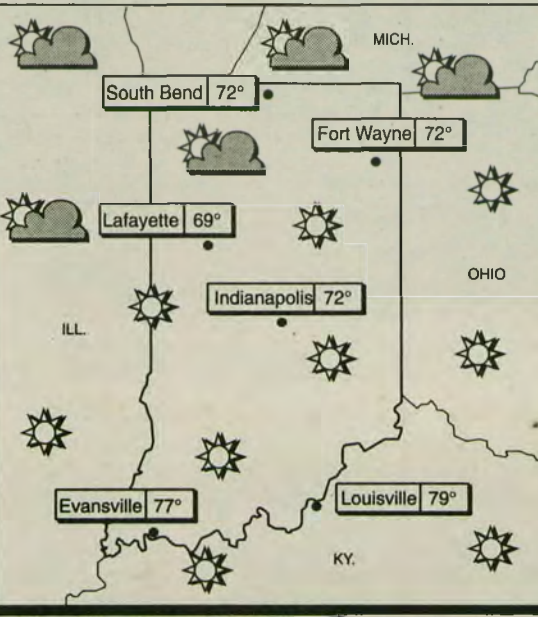 MICH.
South Bend 72°
Fort Wayne 72°
Lafayette 69°
OHIO
Indianapolis 72°
ILL.
Evansville 77°
Louisville 79°
KY.